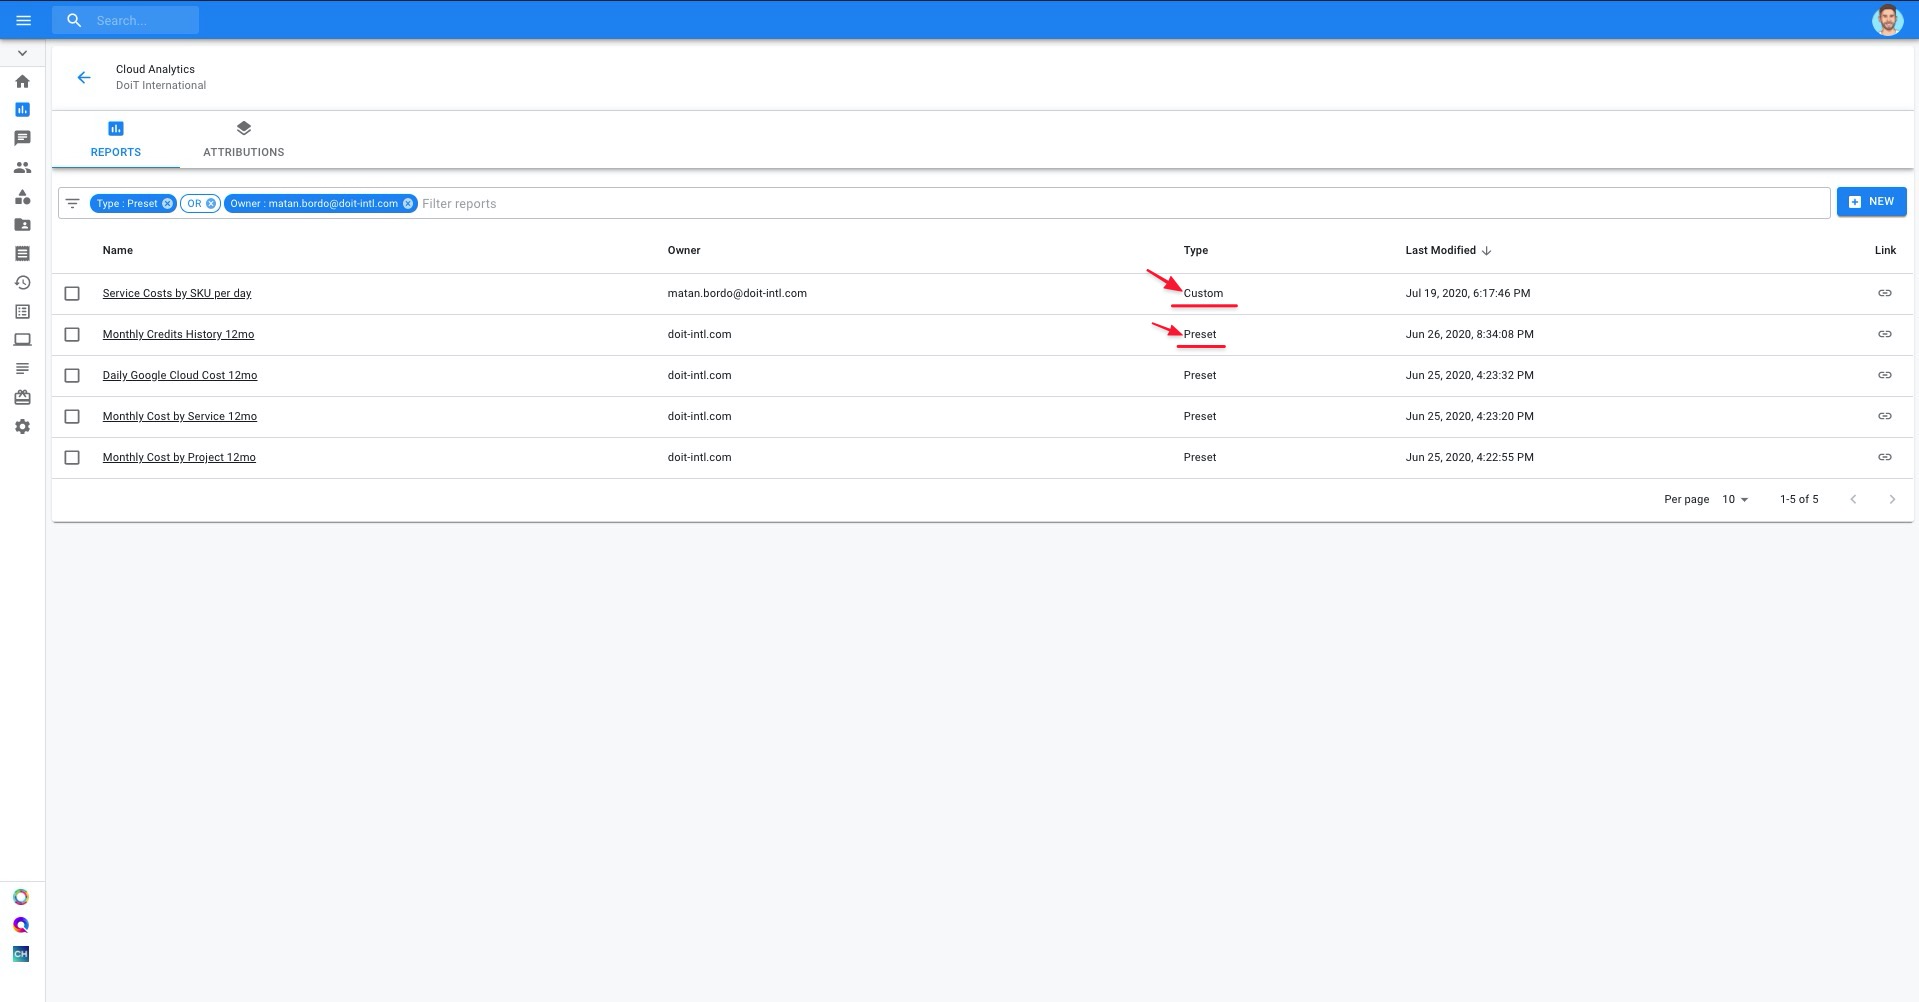 Search...
Cloud Analytics
DoiT International
REPORTS ATTRIBUTIONS
Type : Preset OR Owner : matan.bordo@doit-intl.com Filter reports NEW
Name Owner Type Last Modified Link
Service Costs by SKU per day matan.bordo@doit-intl.com Custom Jul 19, 2020, 6:17:46 PM
Monthly Credits History 12mo doit-intl.com Preset Jun 26, 2020, 8:34:08 PM
Daily Google Cloud Cost 12mo doit-intl.com Preset Jun 25, 2020, 4:23:32 PM
Monthly Cost by Service 12mo doit-intl.com Preset Jun 25, 2020, 4:23:20 PM
Monthly Cost by Project 12mo doit-intl.com Preset Jun 25, 2020, 4:22:55 PM
Per page 10 1-5 of 5
CH